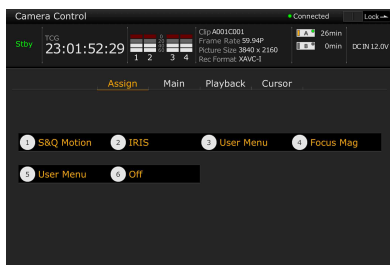 Camera Control
Connected
Lock
Stby
TCG
23:01:52:29
1 2 3 4
Clip A001C001
Frame Rate 59.94P
Picture Size 3840 x 2160
Rec Format XAVC-I
A 26min
B 0min
DC IN 12.0V
Assign Main Playback Cursor
1 S&Q Motion 2 IRIS 3 User Menu 4 Focus Mag
5 User Menu 6 Off